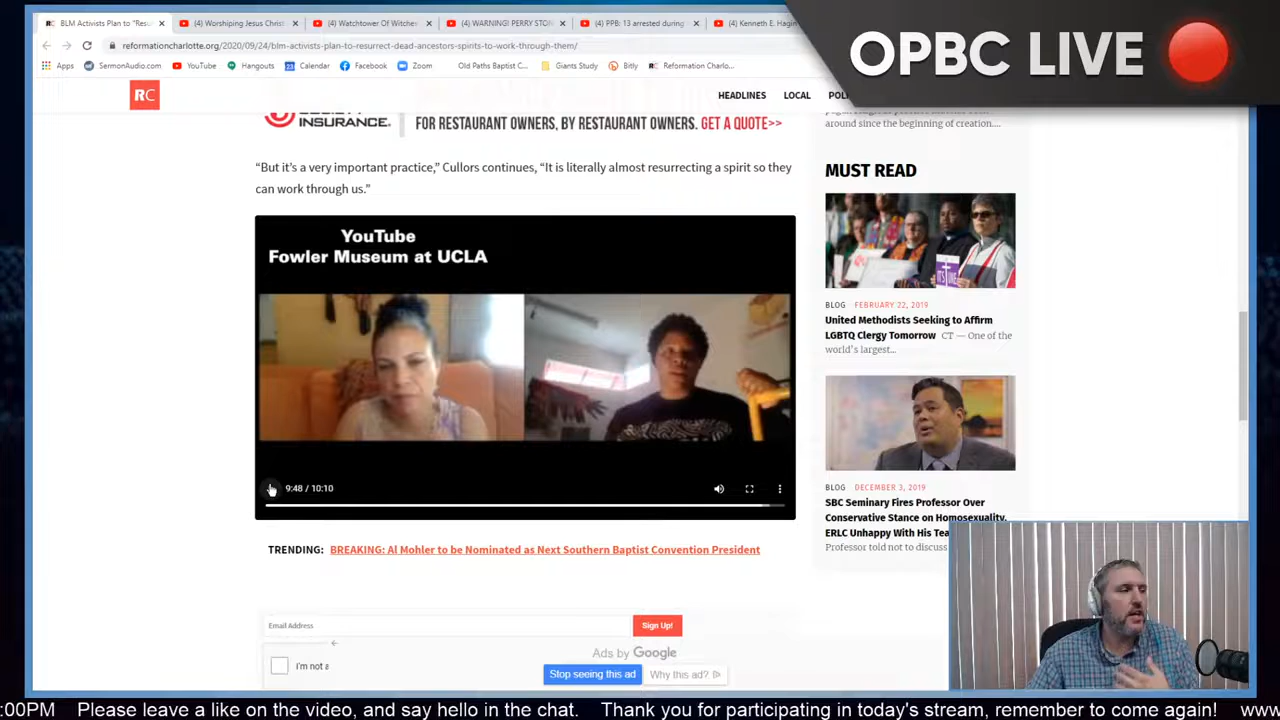 BLM Activists Plan to "Resu
(4) Worshiping Jesus Christ
(4) Watchtower Of Witchev
(4) WARNING! PERRY STON
(4) PPB: 13 arrested during
(4) Kenneth E. Hagin
reformationcharlotte.org/2020/09/24/blm-activists-plan-to-resurrect-dead-ancestors-spirits-to-work-through-them/
Apps SermonAudio.com YouTube Hangouts Calendar Facebook Zoom Old Paths Baptist C... Giants Study Bitly Reformation Charlo...
OPBC LIVE
RC
HEADLINES LOCAL
INSURANCE.
FOR RESTAURANT OWNERS, BY RESTAURANT OWNERS. GET A QUOTE>>
around since the beginning of creation....
“But it’s a very important practice,” Cullors continues, “It is literally almost resurrecting a spirit so they
can work through us.”
YouTube
Fowler Museum at UCLA
9:48 / 10:10
MUST READ
BLOG FEBRUARY 22, 2019
United Methodists Seeking to Affirm
LGBTQ Clergy Tomorrow CT — One of the
world's largest...
BLOG DECEMBER 3, 2019
SBC Seminary Fires Professor Over
Conservative Stance on Homosexuality,
ERLC Unhappy With His Tea
Professor told not to discuss
TRENDING: BREAKING: Al Mohler to be Nominated as Next Southern Baptist Convention President
Email Address
Sign Up!
I'm not a
Ads by Google
Stop seeing this ad
Why this ad?
:00PM Please leave a like on the video, and say hello in the chat. Thank you for participating in today's stream, remember to come again! www